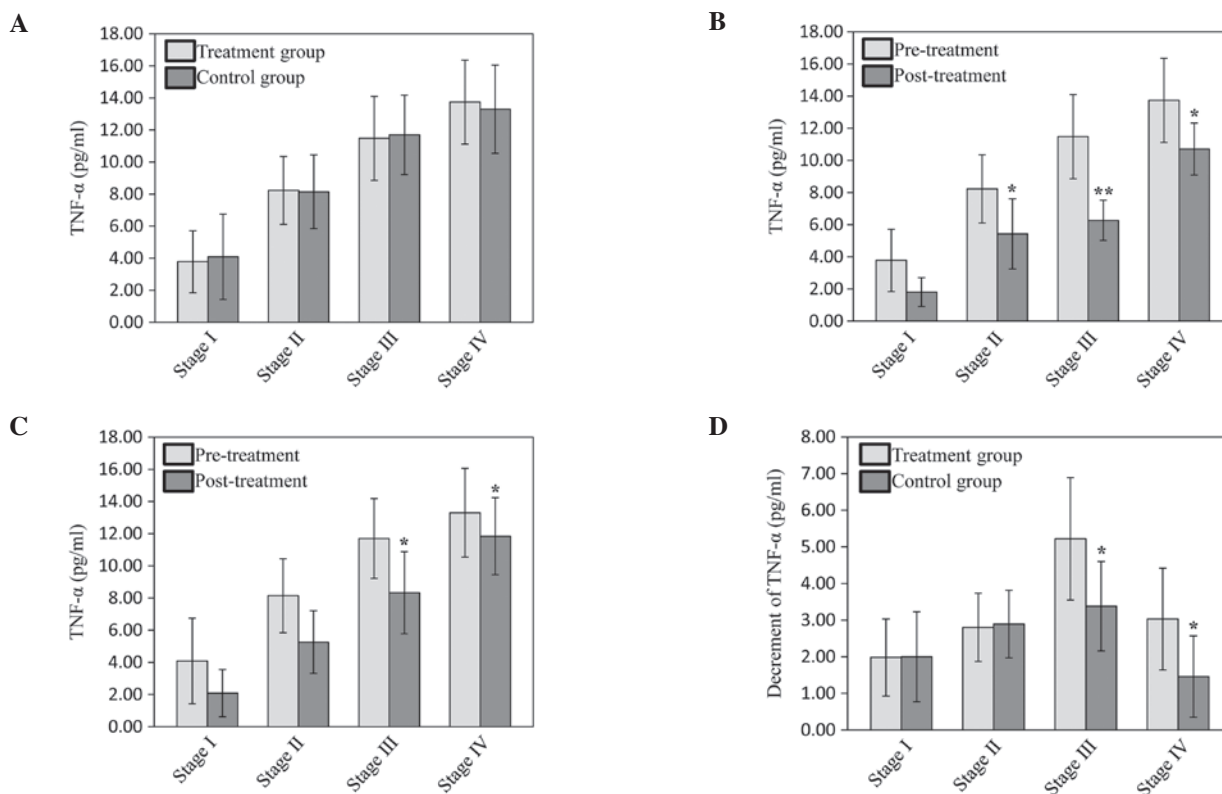 A
TNF-α (pg/ml)
18.00
16.00
14.00
12.00
10.00
8.00
6.00
4.00
2.00
0.00
Treatment group
Control group
Stage I
Stage II
Stage III
Stage IV
B
TNF-α (pg/ml)
18.00
16.00
14.00
12.00
10.00
8.00
6.00
4.00
2.00
0.00
Pre-treatment
Post-treatment
*
**
*
Stage I
Stage II
Stage III
Stage IV
C
TNF-α (pg/ml)
18.00
16.00
14.00
12.00
10.00
8.00
6.00
4.00
2.00
0.00
Pre-treatment
Post-treatment
*
*
Stage I
Stage II
Stage III
Stage IV
D
Decrement of TNF-α (pg/ml)
8.00
7.00
6.00
5.00
4.00
3.00
2.00
1.00
0.00
Treatment group
Control group
*
*
Stage I
Stage II
Stage III
Stage IV